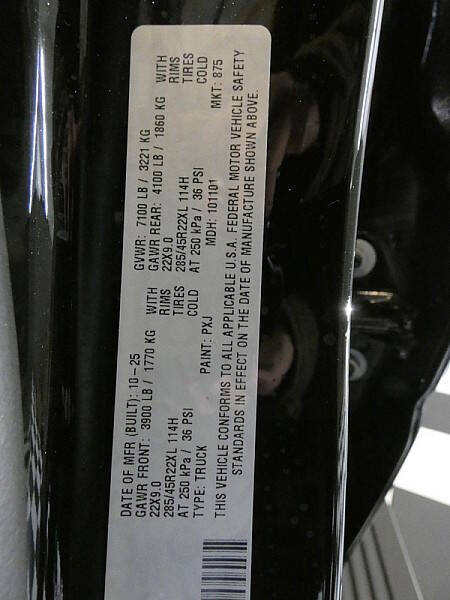 DATE OF MFR (BUILT): 10-25 GVWR: 7100 LB / 3221 KG
GAWR FRONT: 3900 LB / 1770 KG WITH GAWR REAR: 4100 LB / 1860 KG WITH
22X9.0 RIMS 22X9.0 RIMS
285/45R22XL 114H TIRES 285/45R22XL 114H TIRES
AT 250 kPa / 36 PSI COLD AT 250 kPa / 36 PSI COLD
TYPE: TRUCK PAINT: PXJ MDH: 101101 MKT: 875
THIS VEHICLE CONFORMS TO ALL APPLICABLE U.S.A. FEDERAL MOTOR VEHICLE SAFETY
STANDARDS IN EFFECT ON THE DATE OF MANUFACTURE SHOWN ABOVE.